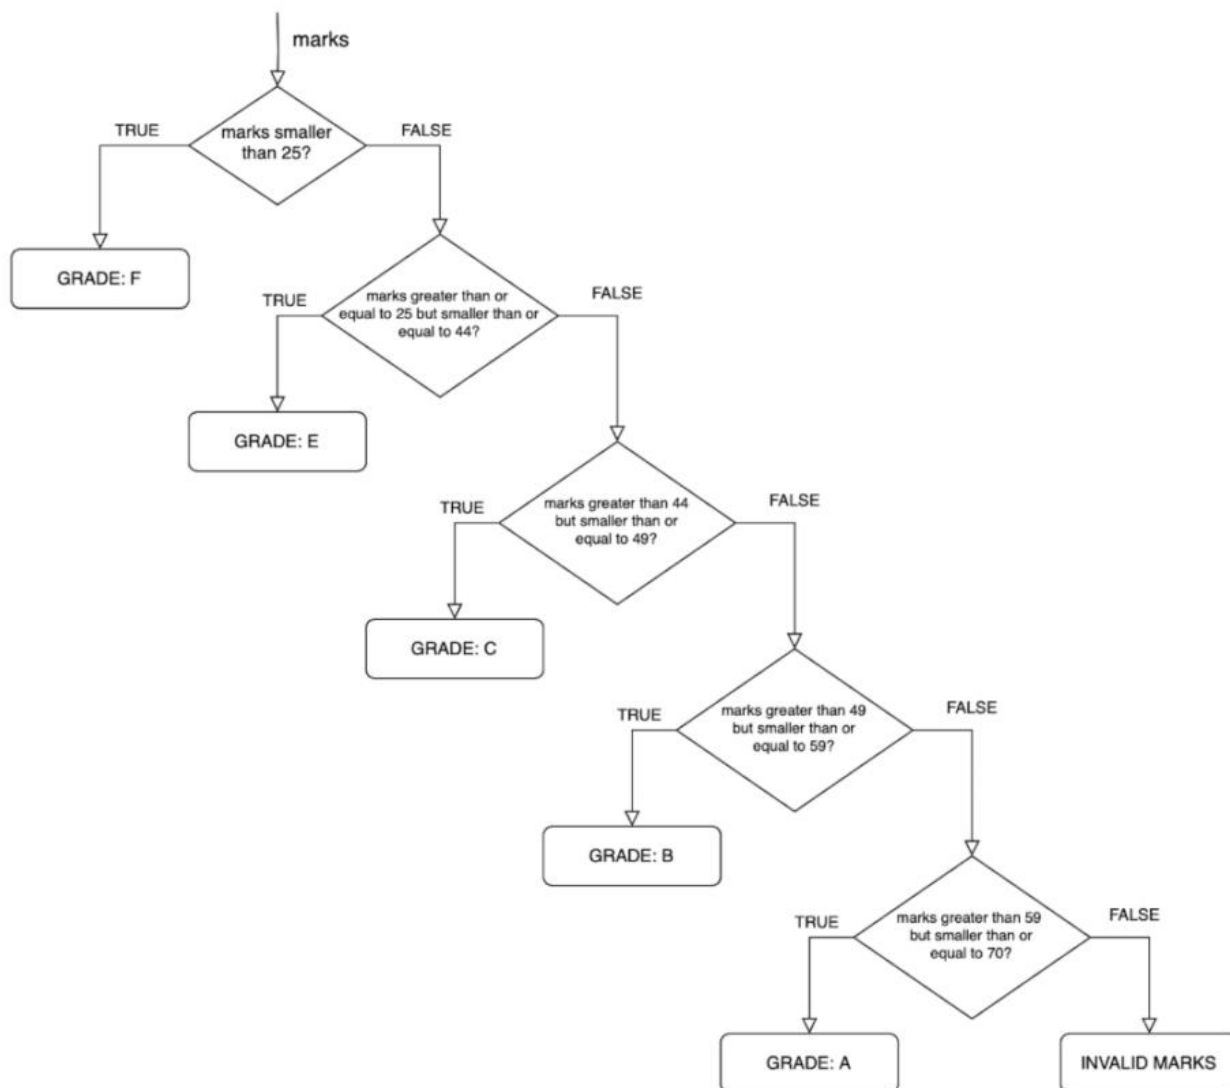 marks
TRUE
marks smaller
than 25?
FALSE
GRADE: F
TRUE
marks greater than or
equal to 25 but smaller than or
equal to 44?
FALSE
GRADE: E
TRUE
marks greater than 44
but smaller than or
equal to 49?
FALSE
GRADE: C
TRUE
marks greater than 49
but smaller than or
equal to 59?
FALSE
GRADE: B
TRUE
marks greater than 59
but smaller than or
equal to 70?
FALSE
GRADE: A
INVALID MARKS